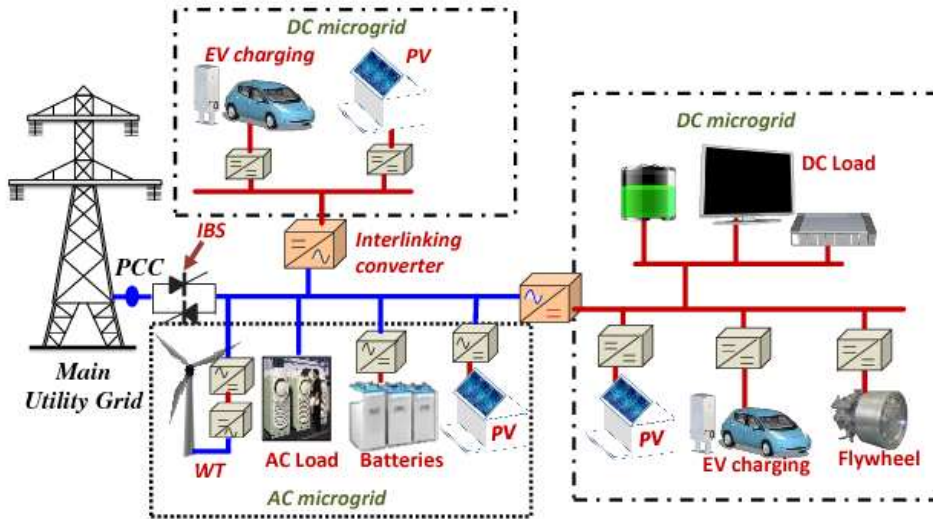 DC microgrid
EV charging
PV
DC microgrid
DC Load
IBS
Interlinking
converter
PCC
Main
Utility Grid
WT
AC Load
Batteries
PV
AC microgrid
PV
EV charging
Flywheel